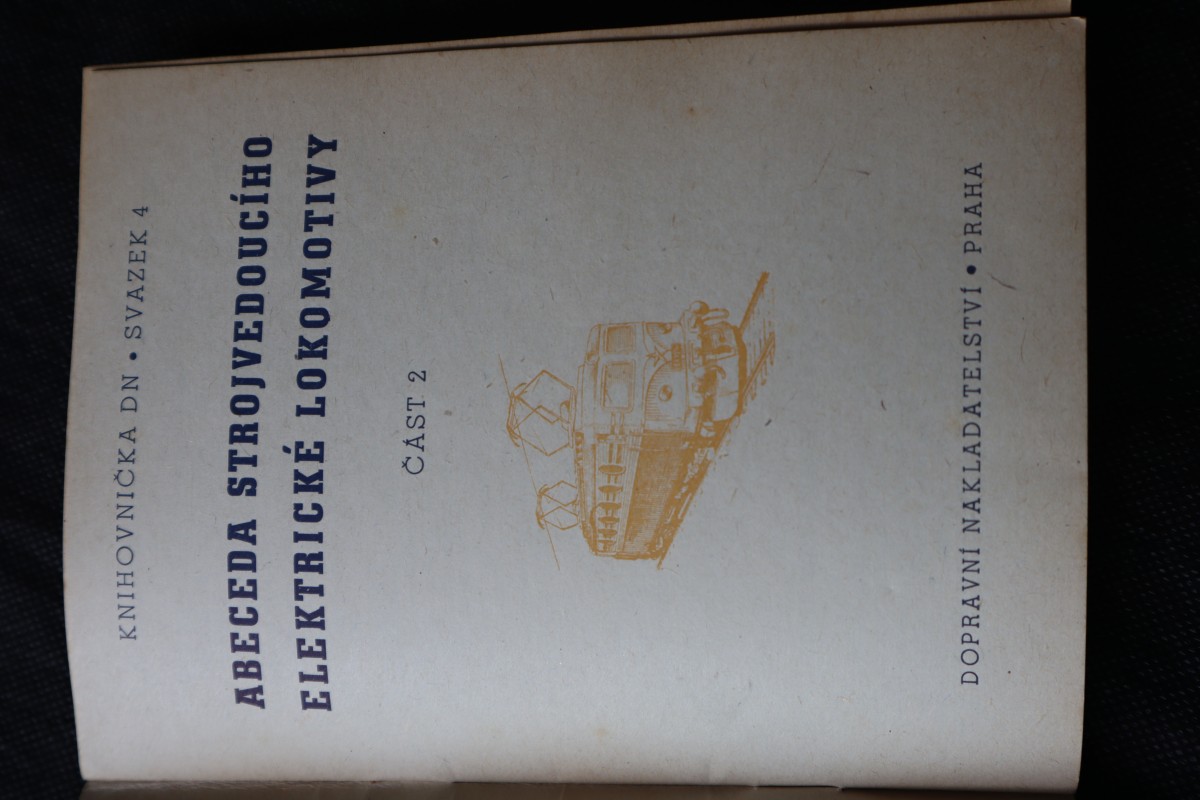 KNIHOVNIČKA DN • SVAZEK 4
ABECEDA STROJVEDOUCÍHO
ELEKTRICKÉ LOKOMOTIVY
ČÁST 2
DOPRAVNÍ NAKLADATELSTVÍ • PRAHA